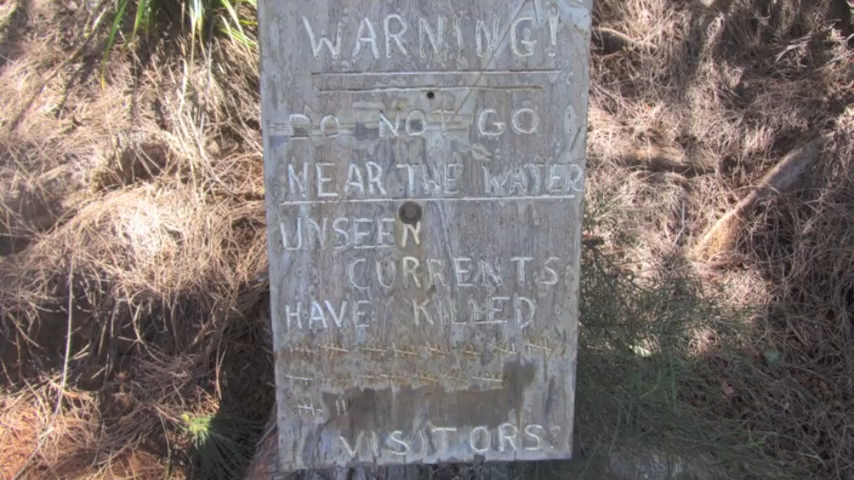 WARNING!
DO NOT GO
NEAR THE WATER
UNSEEN
CURRENTS
HAVE KILLED
VISITORS